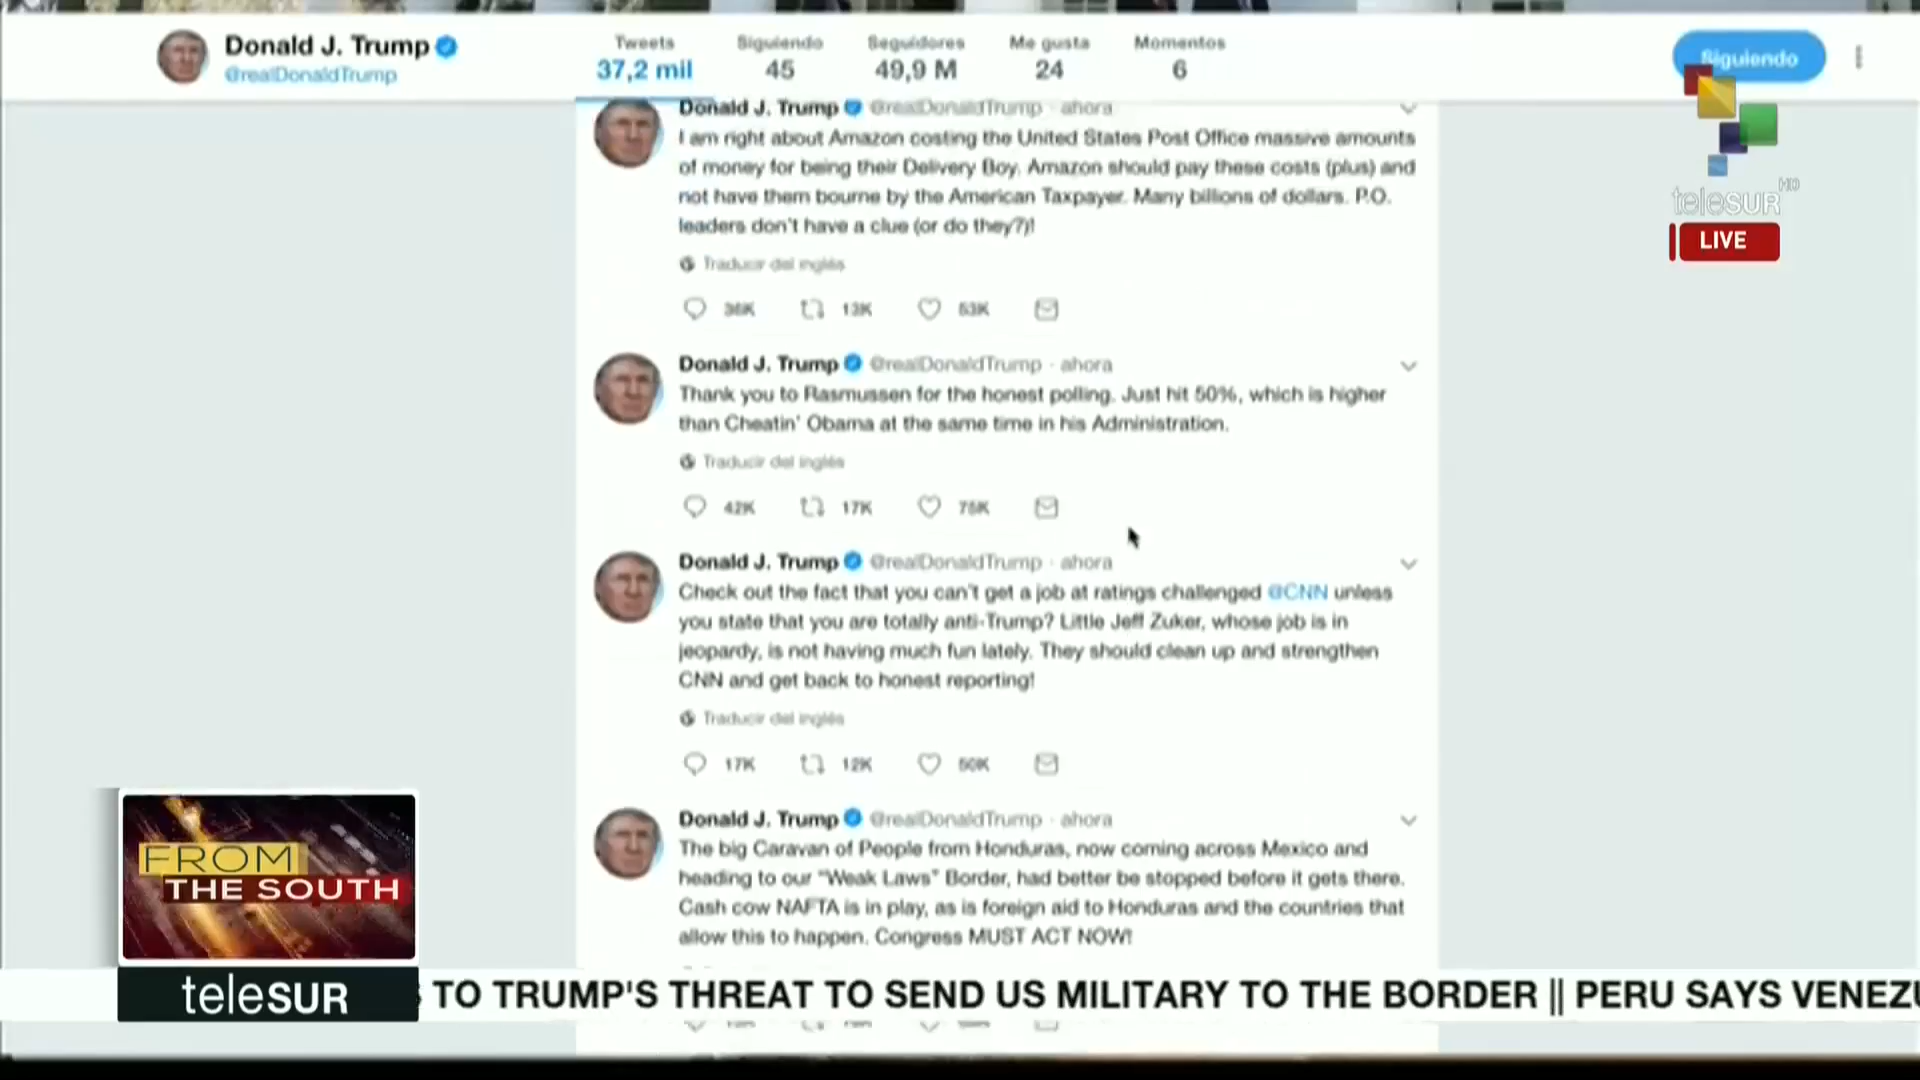 Donald J. Trump
@realDonaldTrump
Tweets
37,2 mil
Siguiendo
45
Seguidores
49,9 M
Me gusta
24
Momentos
6
Siguiendo
Donald J. Trump @realDonaldTrump · ahora
I am right about Amazon costing the United States Post Office massive amounts
of money for being their Delivery Boy. Amazon should pay these costs (plus) and
not have them bourne by the American Taxpayer. Many billions of dollars. P.O.
leaders don't have a clue (or do they?)!
Traducir del inglés
36K 13K 53K
Donald J. Trump @realDonaldTrump · ahora
Thank you to Rasmussen for the honest polling. Just hit 50%, which is higher
than Cheatin' Obama at the same time in his Administration.
Traducir del inglés
42K 17K 75K
Donald J. Trump @realDonaldTrump · ahora
Check out the fact that you can't get a job at ratings challenged @CNN unless
you state that you are totally anti-Trump? Little Jeff Zuker, whose job is in
jeopardy, is not having much fun lately. They should clean up and strengthen
CNN and get back to honest reporting!
Traducir del inglés
17K 12K 50K
Donald J. Trump @realDonaldTrump · ahora
The big Caravan of People from Honduras, now coming across Mexico and
heading to our "Weak Laws" Border, had better be stopped before it gets there.
Cash cow NAFTA is in play, as is foreign aid to Honduras and the countries that
allow this to happen. Congress MUST ACT NOW!
teleSUR HD
LIVE
FROM
THE SOUTH
teleSUR
TO TRUMP'S THREAT TO SEND US MILITARY TO THE BORDER || PERU SAYS